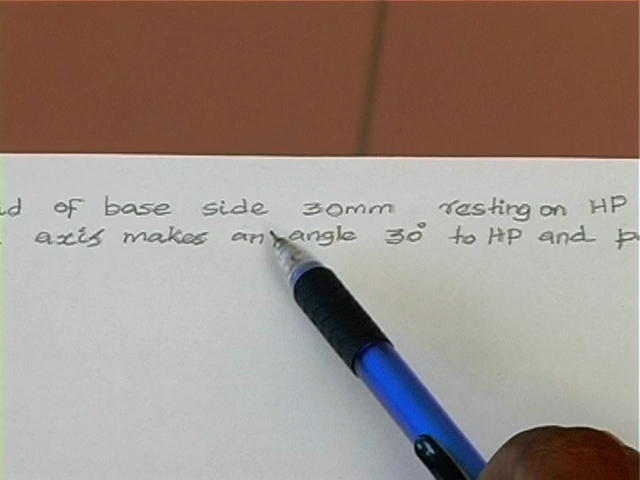 of base side 30mm resting on HP
axis makes an angle 30° to HP and